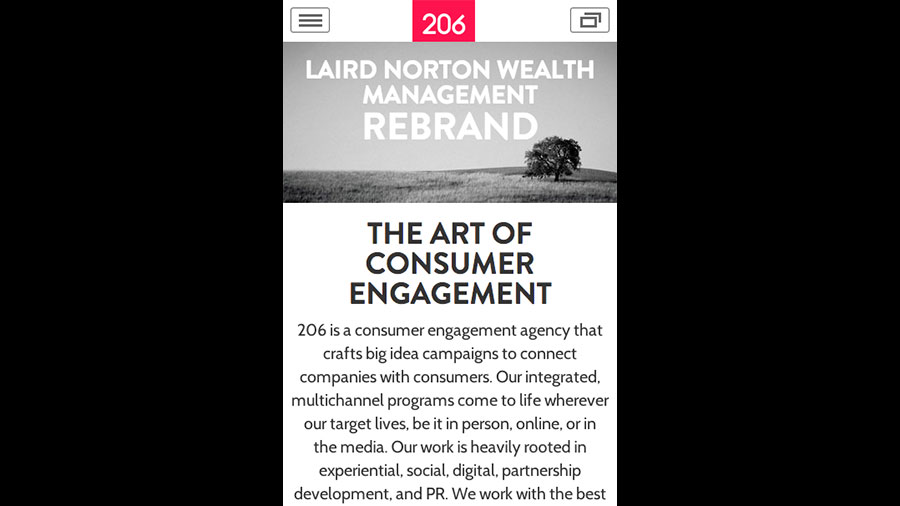 206
LAIRD NORTON WEALTH
MANAGEMENT
REBRAND
THE ART OF
CONSUMER
ENGAGEMENT
206 is a consumer engagement agency that
crafts big idea campaigns to connect
companies with consumers. Our integrated,
multichannel programs come to life wherever
our target lives, be it in person, online, or in
the media. Our work is heavily rooted in
experiential, social, digital, partnership
development, and PR. We work with the best